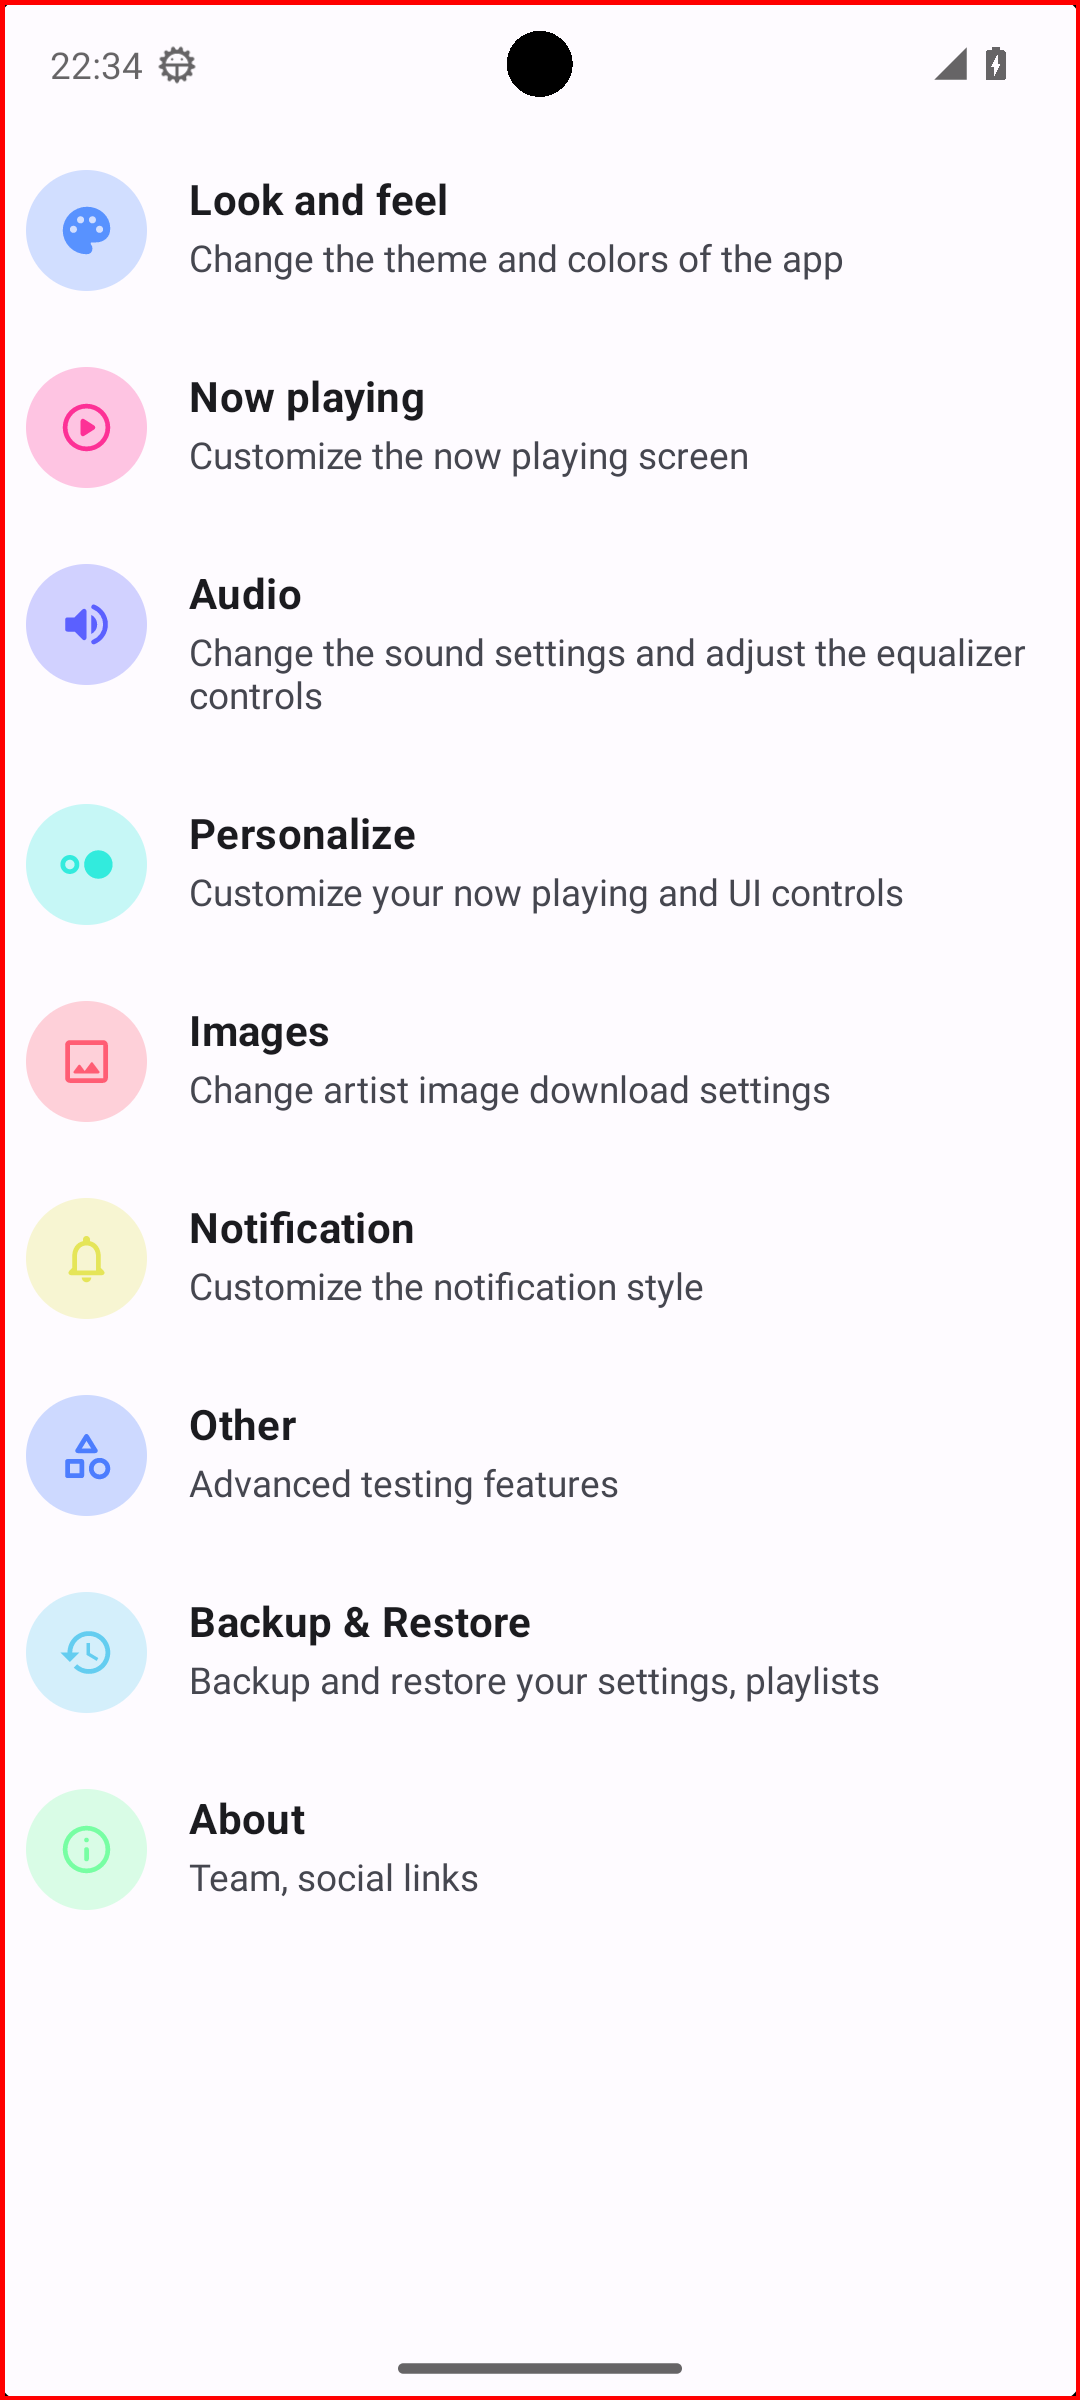 22:34
Look and feel
Change the theme and colors of the app
Now playing
Customize the now playing screen
Audio
Change the sound settings and adjust the equalizer
controls
Personalize
Customize your now playing and UI controls
Images
Change artist image download settings
Notification
Customize the notification style
Other
Advanced testing features
Backup & Restore
Backup and restore your settings, playlists
About
Team, social links